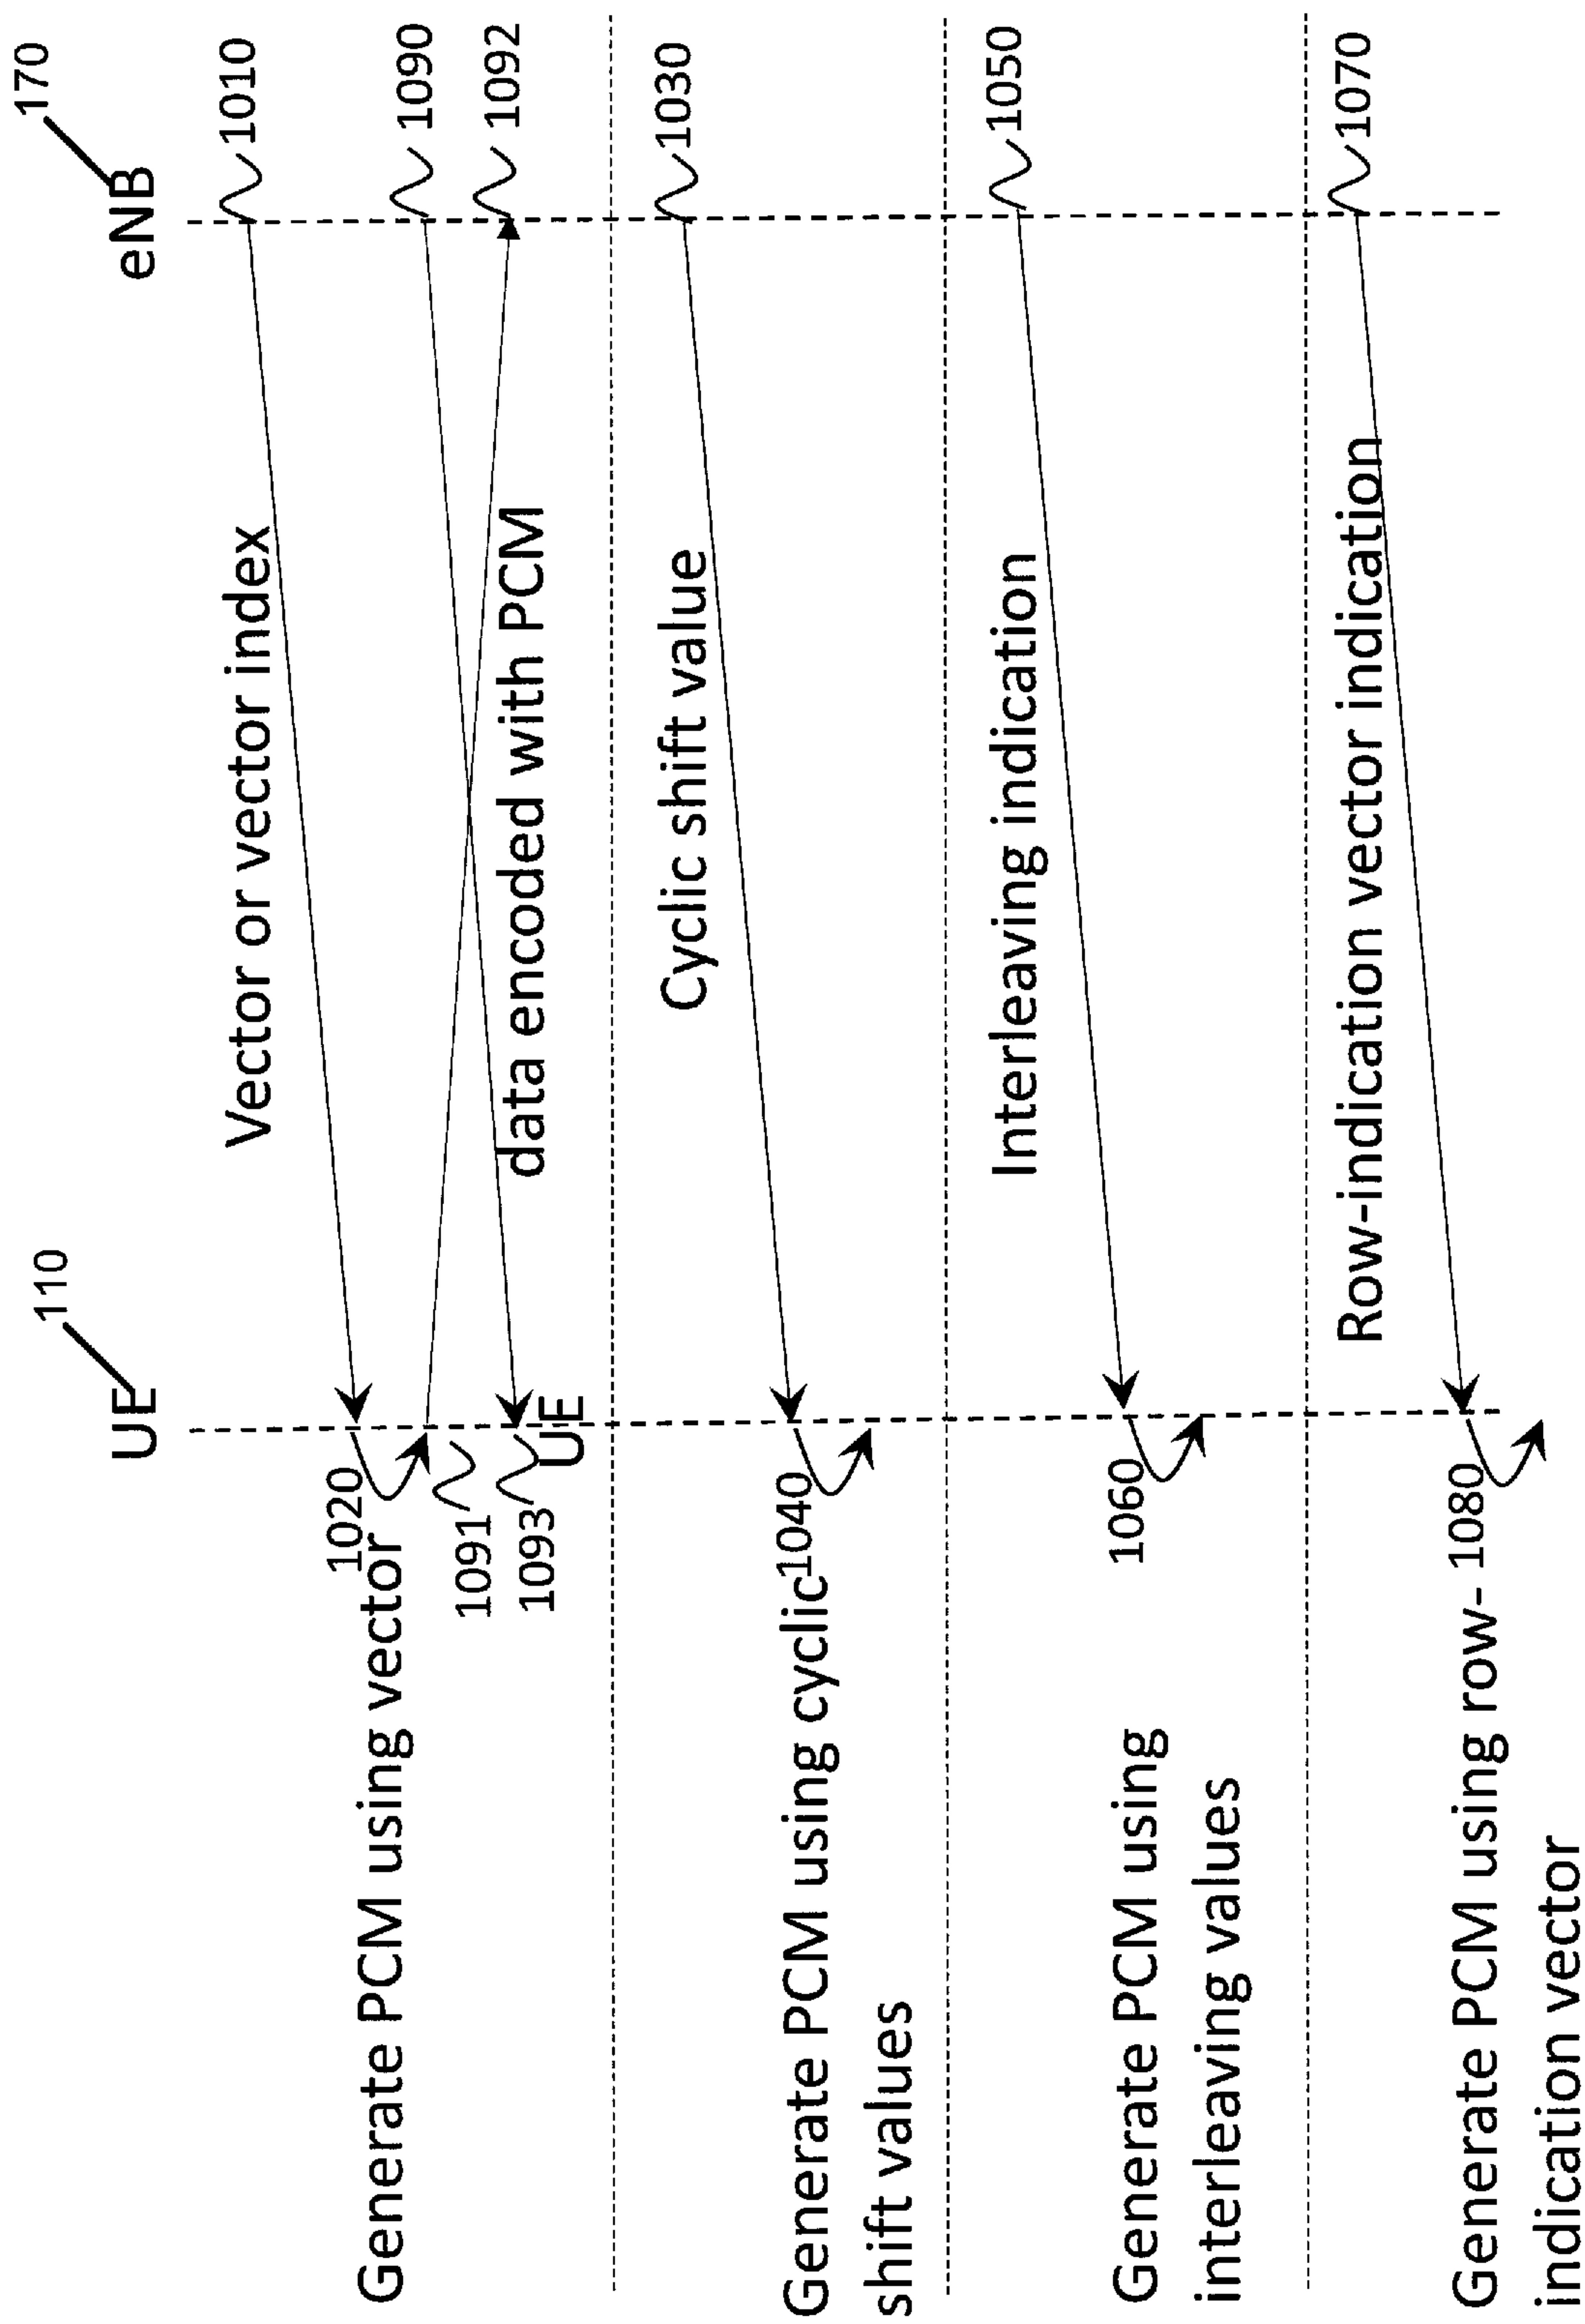 110
170
UE
eNB
Vector or vector index
1010
1020
Generate PCM using vector
1090
1091
1092
data encoded with PCM
1093
UE
Cyclic shift value
1030
Generate PCM using cyclic
1040
shift values
Interleaving indication
1050
1060
Generate PCM using
interleaving values
Row-indication vector indication
1070
Generate PCM using row-
1080
indication vector